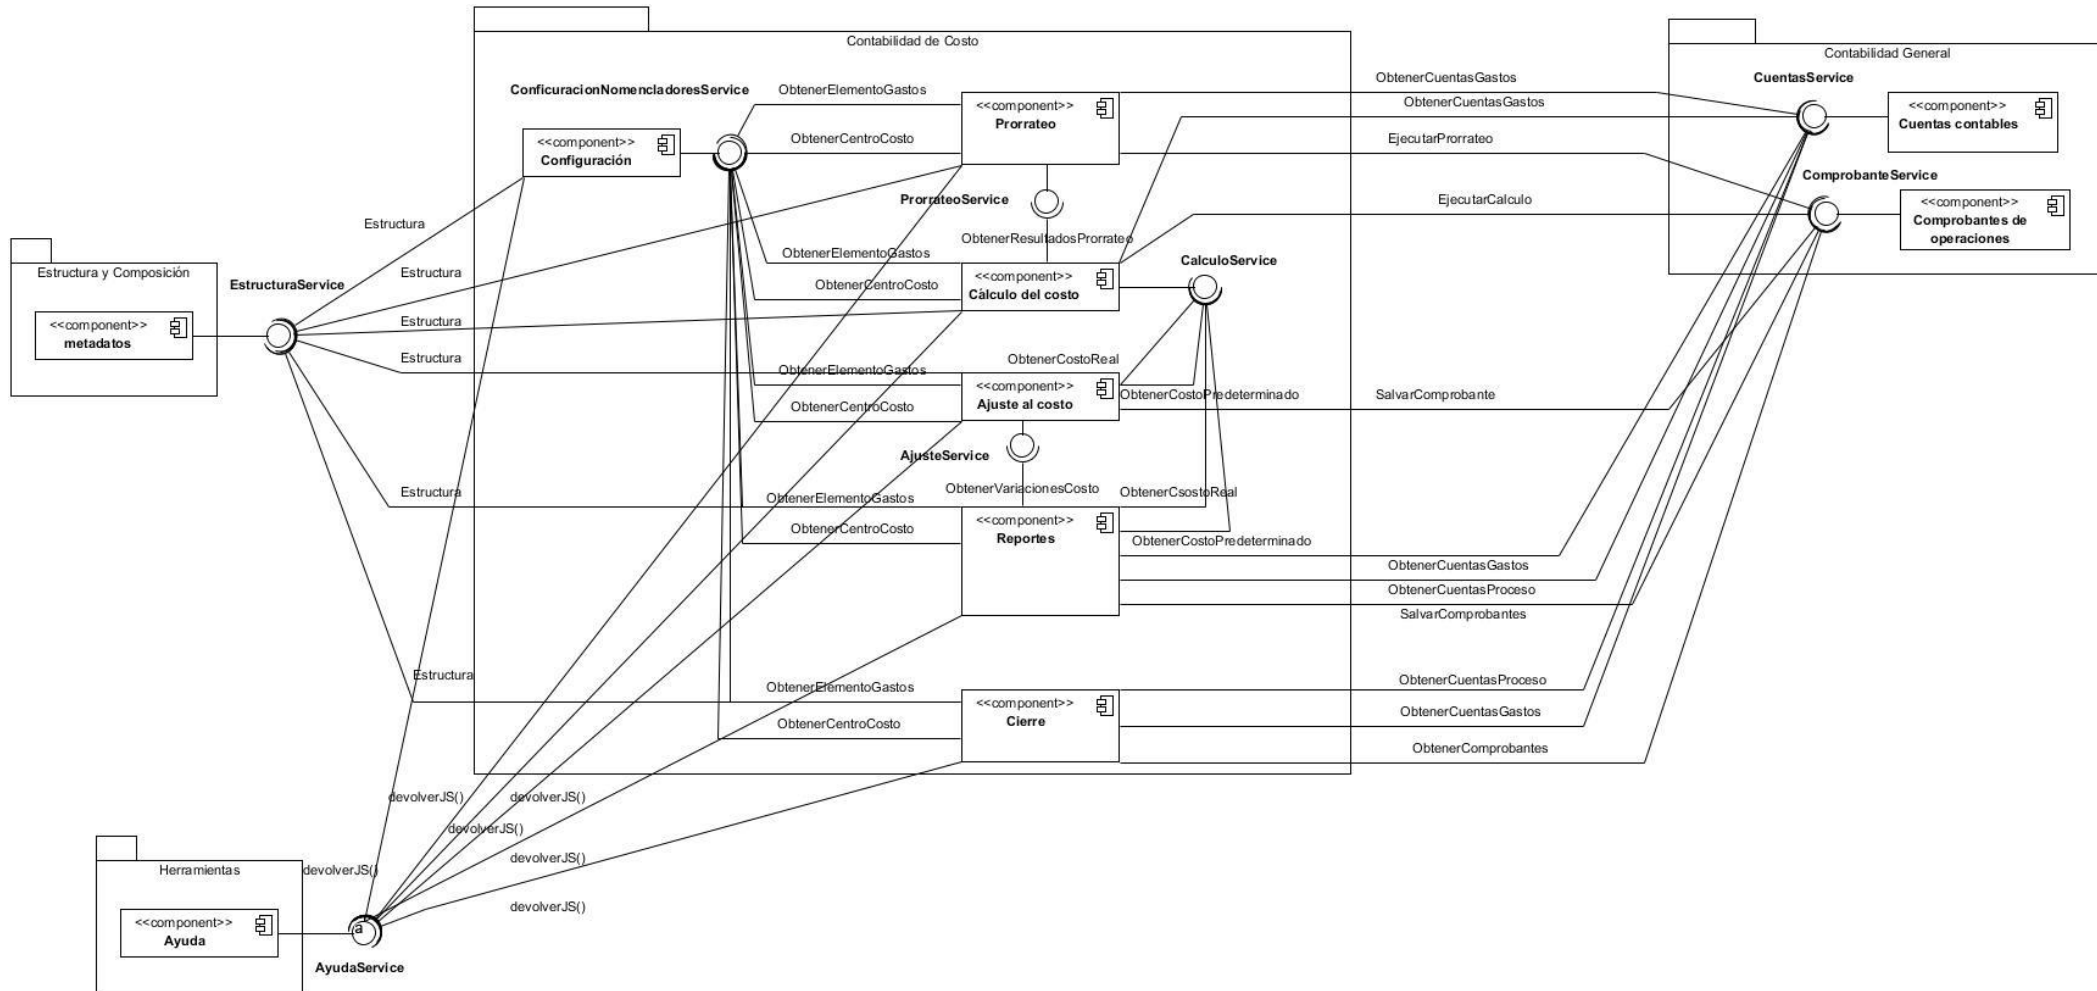 Contabilidad de Costo
Contabilidad General
ConficuracionNomencladoresService
ObtenerElementoGastos
ObtenerCuentasGastos
CuentasService
<<component>>
Prorrateo
ObtenerCuentasGastos
<<component>>
Cuentas contables
<<component>>
Configuración
ObtenerCentroCosto
EjecutarProrrateo
ProrrateoService
ComprobanteService
EjecutarCalculo
<<component>>
Comprobantes de
operaciones
Estructura
ObtenerResultadosProrrateo
ObtenerElementoGastos
CalculoService
Estructura y Composición
EstructuraService
Estructura
ObtenerCentroCosto
<<component>>
Cálculo del costo
<<component>>
metadatos
Estructura
Estructura
ObtenerCostoReal
ObtenerElementoGastos
<<component>>
Ajuste al costo
ObtenerCostoPredeterminado
SalvarComprobante
ObtenerCentroCosto
AjusteService
Estructura
ObtenerElementoGastos
ObtenerVariacionesCosto
ObtenerCsostoReal
ObtenerCentroCosto
<<component>>
Reportes
ObtenerCostoPredeterminado
ObtenerCuentasGastos
ObtenerCuentasProceso
SalvarComprobantes
Estructura
ObtenerElementoGastos
ObtenerCuentasProceso
<<component>>
Cierre
ObtenerCentroCosto
ObtenerCuentasGastos
ObtenerComprobantes
devolverJS()
devolverJS()
devolverJS()
devolverJS()
devolverJS()
devolverJS()
Herramientas
<<component>>
Ayuda
a
AyudaService